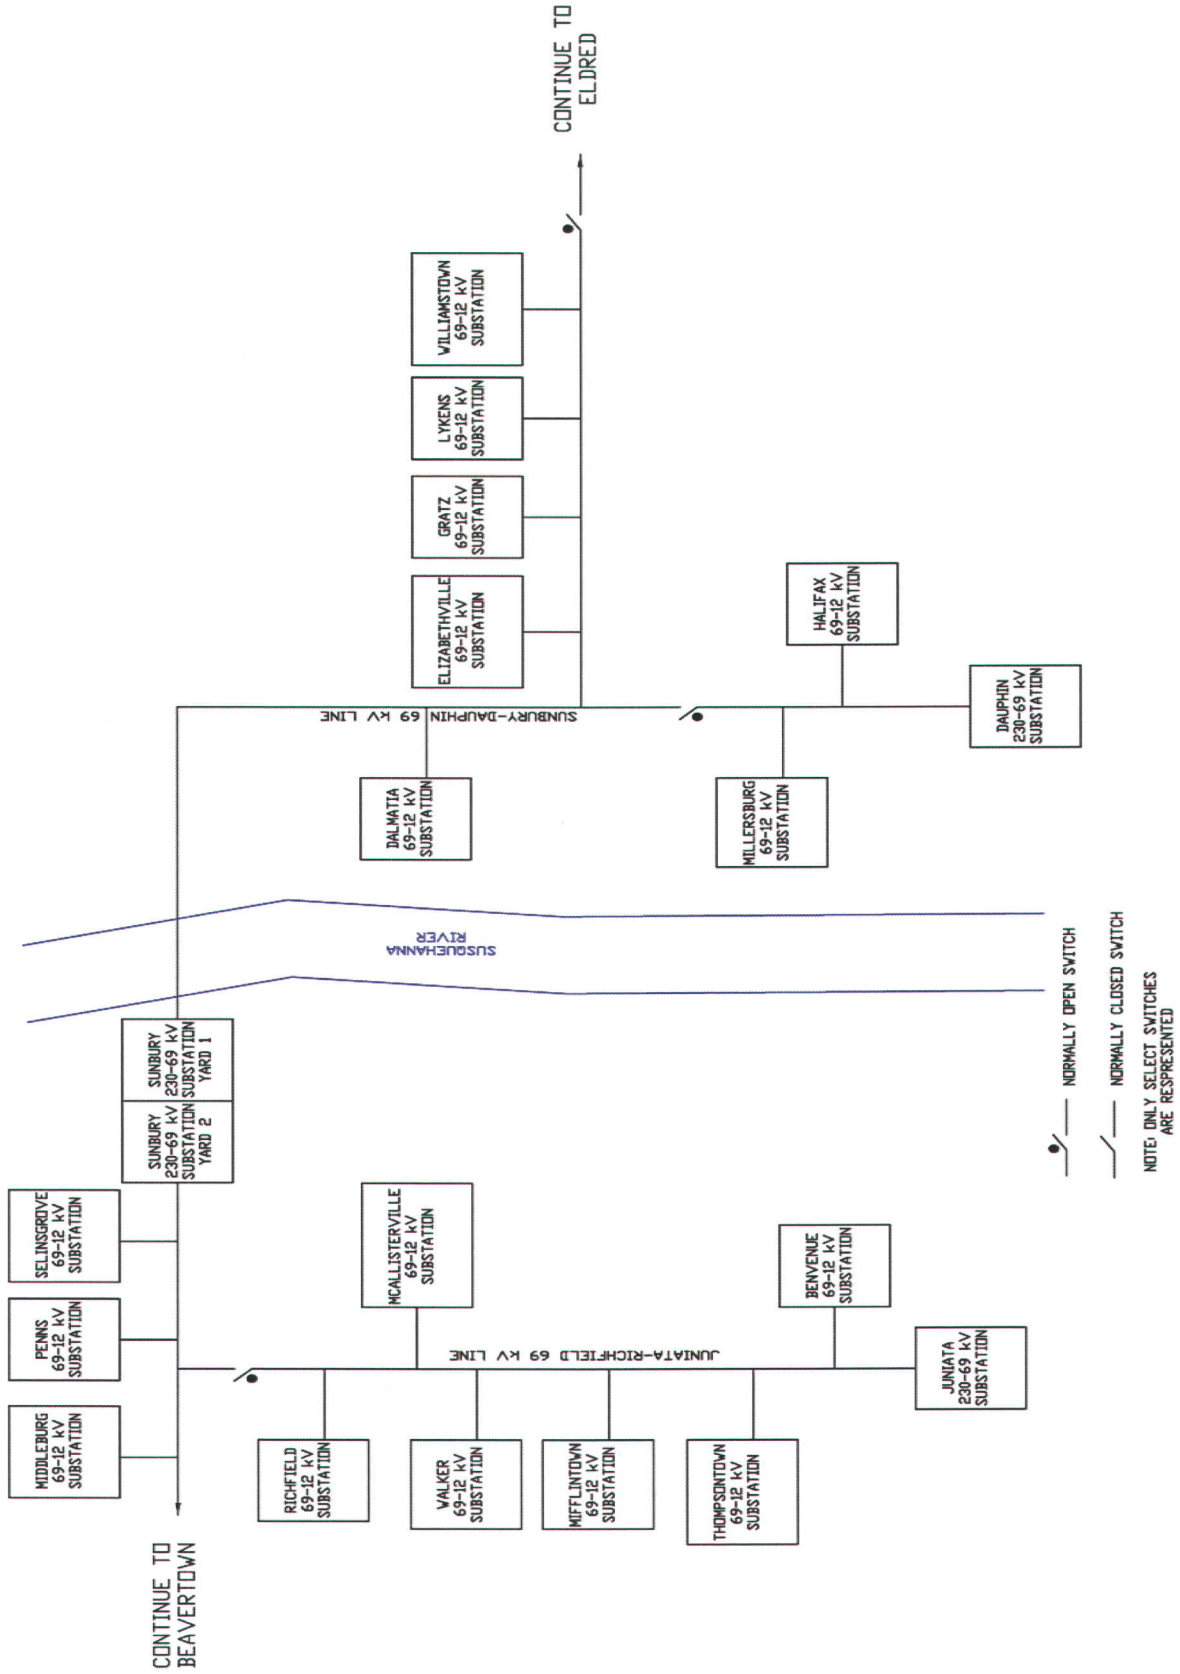 CONTINUE TO
BEAVERTOWN
MIDDLEBURG
69-12 kV
SUBSTATION
PENNS
69-12 kV
SUBSTATION
SELINSGROVE
69-12 kV
SUBSTATION
SUNBURY
230-69 kV
SUBSTATION
YARD 2
SUNBURY
230-69 kV
SUBSTATION
YARD 1
RICHFIELD
69-12 kV
SUBSTATION
MCALLISTERVILLE
69-12 kV
SUBSTATION
WALKER
69-12 kV
SUBSTATION
JUNIATA-RICHFIELD 69 KV LINE
MIFFLINTOWN
69-12 kV
SUBSTATION
THOMPSONTOWN
69-12 kV
SUBSTATION
BENVENUE
69-12 kV
SUBSTATION
JUNIATA
230-69 kV
SUBSTATION
SUSQUEHANNA
RIVER
SUNBURY-DAUPHIN 69 KV LINE
DALMATIA
69-12 kV
SUBSTATION
ELIZABETHVILLE
69-12 kV
SUBSTATION
GRATZ
69-12 kV
SUBSTATION
LYKENS
69-12 kV
SUBSTATION
WILLIAMSTOWN
69-12 kV
SUBSTATION
CONTINUE TO
ELDRED
MILLERSBURG
69-12 kV
SUBSTATION
HALIFAX
69-12 kV
SUBSTATION
DAUPHIN
230-69 kV
SUBSTATION
NORMALLY OPEN SWITCH
NORMALLY CLOSED SWITCH
NOTE: ONLY SELECT SWITCHES
ARE RESPRESENTED